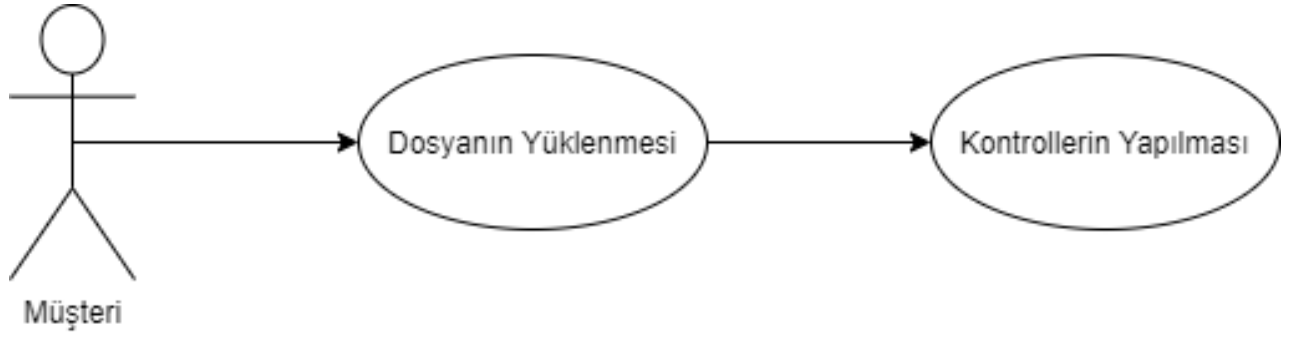 Dosyanın Yüklenmesi
Kontrollerin Yapılması
Müşteri